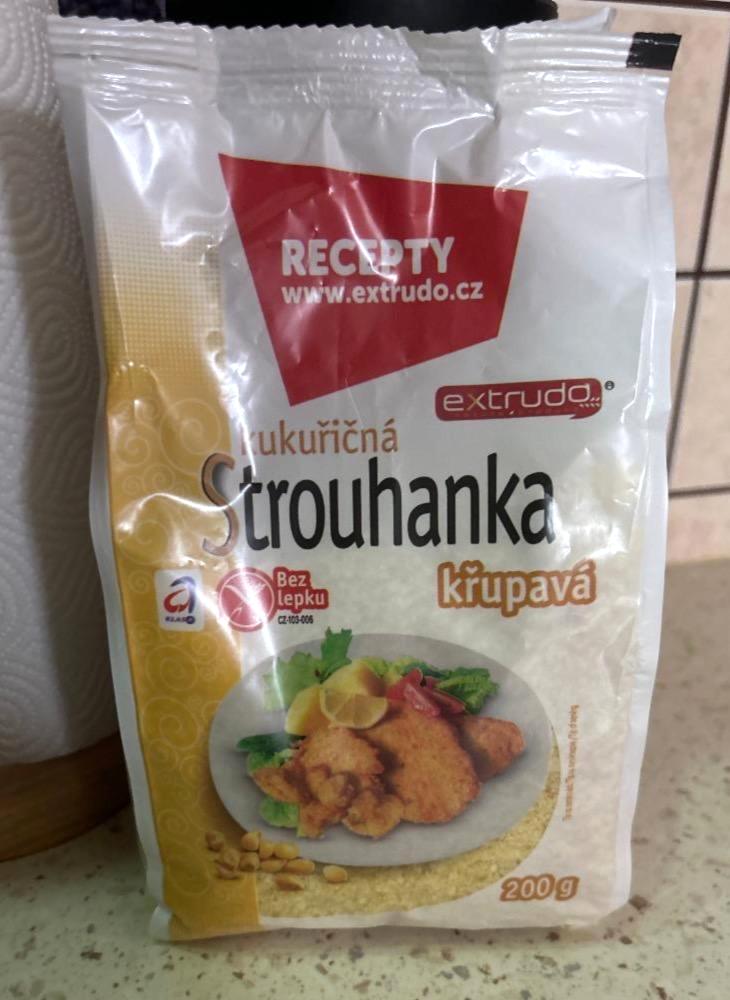 RECEPTY
www.extrudo.cz
extrudo
kukuřičná
Strouhanka
křupavá
Bez
lepku
CZ-103-006
a
KLASA
200 g